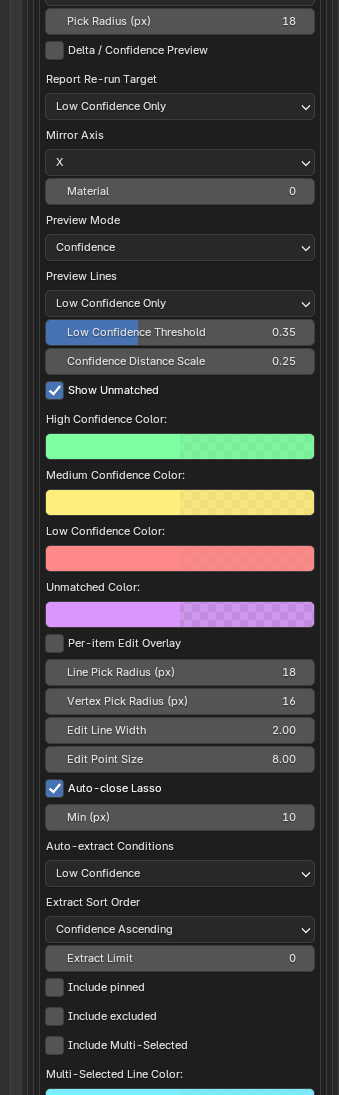 Pick Radius (px) 18
Delta / Confidence Preview
Report Re-run Target
Low Confidence Only
Mirror Axis
X
Material 0
Preview Mode
Confidence
Preview Lines
Low Confidence Only
Low Confidence Threshold 0.35
Confidence Distance Scale 0.25
Show Unmatched
High Confidence Color:
Medium Confidence Color:
Low Confidence Color:
Unmatched Color:
Per-item Edit Overlay
Line Pick Radius (px) 18
Vertex Pick Radius (px) 16
Edit Line Width 2.00
Edit Point Size 8.00
Auto-close Lasso
Min (px) 10
Auto-extract Conditions
Low Confidence
Extract Sort Order
Confidence Ascending
Extract Limit 0
Include pinned
Include excluded
Include Multi-Selected
Multi-Selected Line Color: